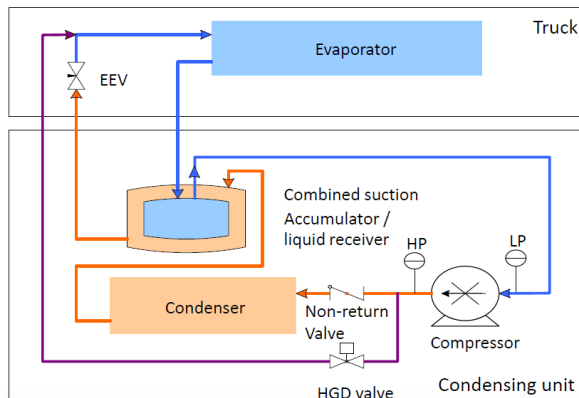 Truck
Evaporator
EEV
Combined suction
Accumulator /
liquid receiver
HP
LP
Condenser
Non-return
Valve
Compressor
HGD valve
Condensing unit